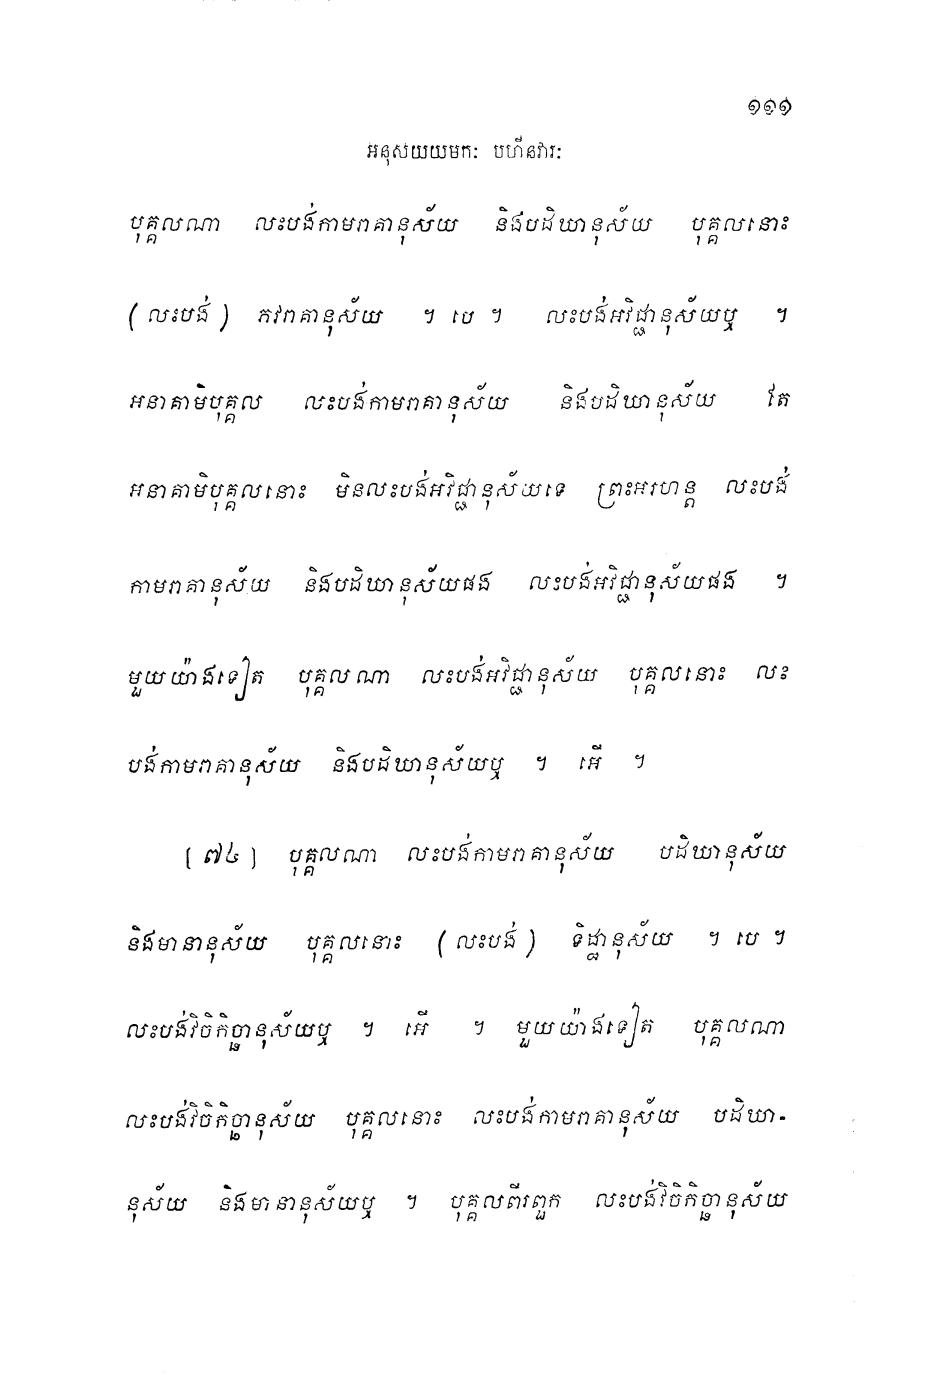 ១១១
អនុសយយមកៈ បហីនវារៈ
បុគ្គលណា លះបង់កាមរាគានុស័យ និងបដិឃានុស័យ បុគ្គលនោះ
(លះបង់) ភវរាគានុស័យ ។ បេ ។ លះបង់អវិជ្ជានុស័យឬ ។
អនាគាមិបុគ្គល លះបង់កាមរាគានុស័យ និងបដិឃានុស័យ តែ
អនាគាមិបុគ្គលនោះ មិនលះបង់អវិជ្ជានុស័យទេ ព្រះអរហន្ត លះបង់
កាមរាគានុស័យ និងបដិឃានុស័យផង លះបង់អវិជ្ជានុស័យផង ។
មួយយ៉ាងទៀត បុគ្គលណា លះបង់អវិជ្ជានុស័យ បុគ្គលនោះ លះ
បង់កាមរាគានុស័យ និងបដិឃានុស័យឬ ។ អើ ។
[៧៤] បុគ្គលណា លះបង់កាមរាគានុស័យ បដិឃានុស័យ
និងមានានុស័យ បុគ្គលនោះ (លះបង់) ទិដ្ឋានុស័យ ។ បេ ។
លះបង់វិចិកិច្ឆានុស័យឬ ។ អើ ។ មួយយ៉ាងទៀត បុគ្គលណា
លះបង់វិចិកិច្ឆានុស័យ បុគ្គលនោះ លះបង់កាមរាគានុស័យ បដិឃា-
នុស័យ និងមានានុស័យឬ ។ បុគ្គលពីរពួក លះបង់វិចិកិច្ឆានុស័យ